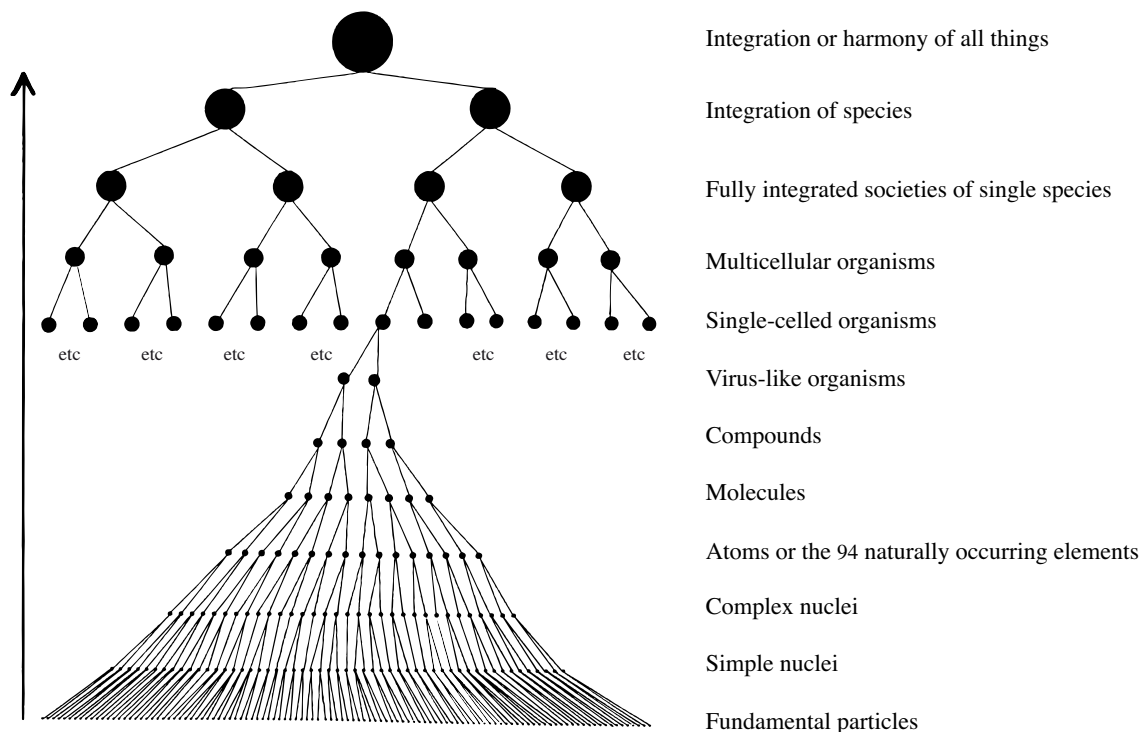 Integration or harmony of all things
Integration of species
Fully integrated societies of single species
Multicellular organisms
Single-celled organisms
etc etc etc etc etc etc etc
Virus-like organisms
Compounds
Molecules
Atoms or the 94 naturally occurring elements
Complex nuclei
Simple nuclei
Fundamental particles